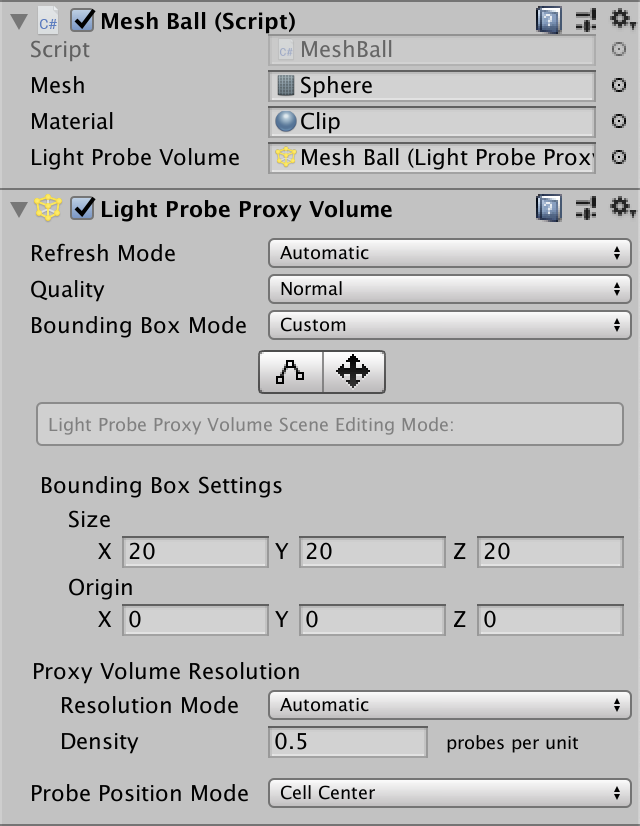 C# Mesh Ball (Script)
Script C# MeshBall
Mesh Sphere
Material Clip
Light Probe Volume Mesh Ball (Light Probe Prox
Light Probe Proxy Volume
Refresh Mode Automatic
Quality Normal
Bounding Box Mode Custom
Light Probe Proxy Volume Scene Editing Mode:
Bounding Box Settings
Size
X 20 Y 20 Z 20
Origin
X 0 Y 0 Z 0
Proxy Volume Resolution
Resolution Mode Automatic
Density 0.5 probes per unit
Probe Position Mode Cell Center